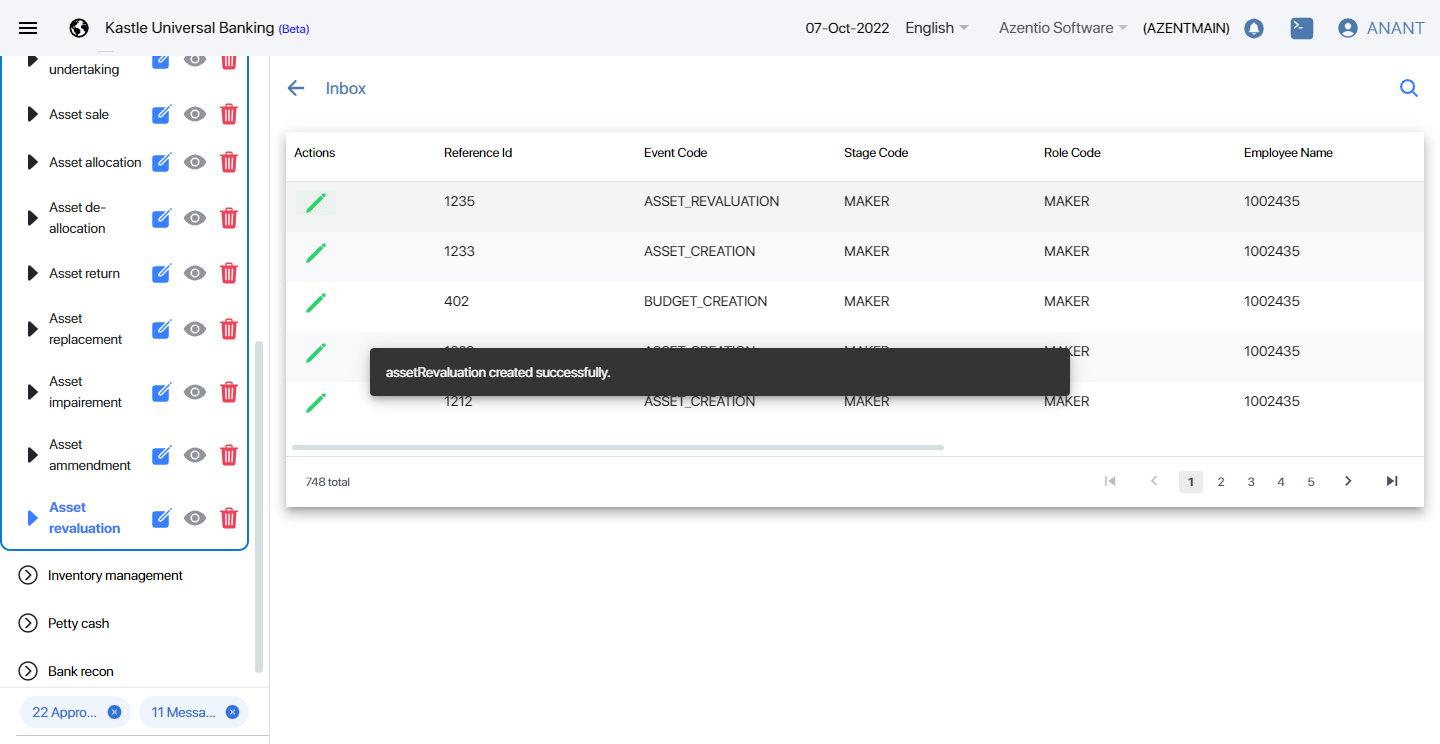 Kastle Universal Banking (Beta)
07-Oct-2022 English Azentio Software (AZENTMAIN) ANANT
undertaking
Asset sale
Asset allocation
Asset de-
allocation
Asset return
Asset
replacement
Asset
impairement
Asset
ammendment
Asset
revaluation
Inventory management
Petty cash
Bank recon
22 Appro...
11 Messa...
Inbox
Actions Reference Id Event Code Stage Code Role Code Employee Name
1235 ASSET_REVALUATION MAKER MAKER 1002435
1233 ASSET_CREATION MAKER MAKER 1002435
402 BUDGET_CREATION MAKER MAKER 1002435
ASSET_CREATION MAKER MAKER 1002435
assetRevaluation created successfully.
1212 ASSET_CREATION MAKER MAKER 1002435
748 total
1 2 3 4 5